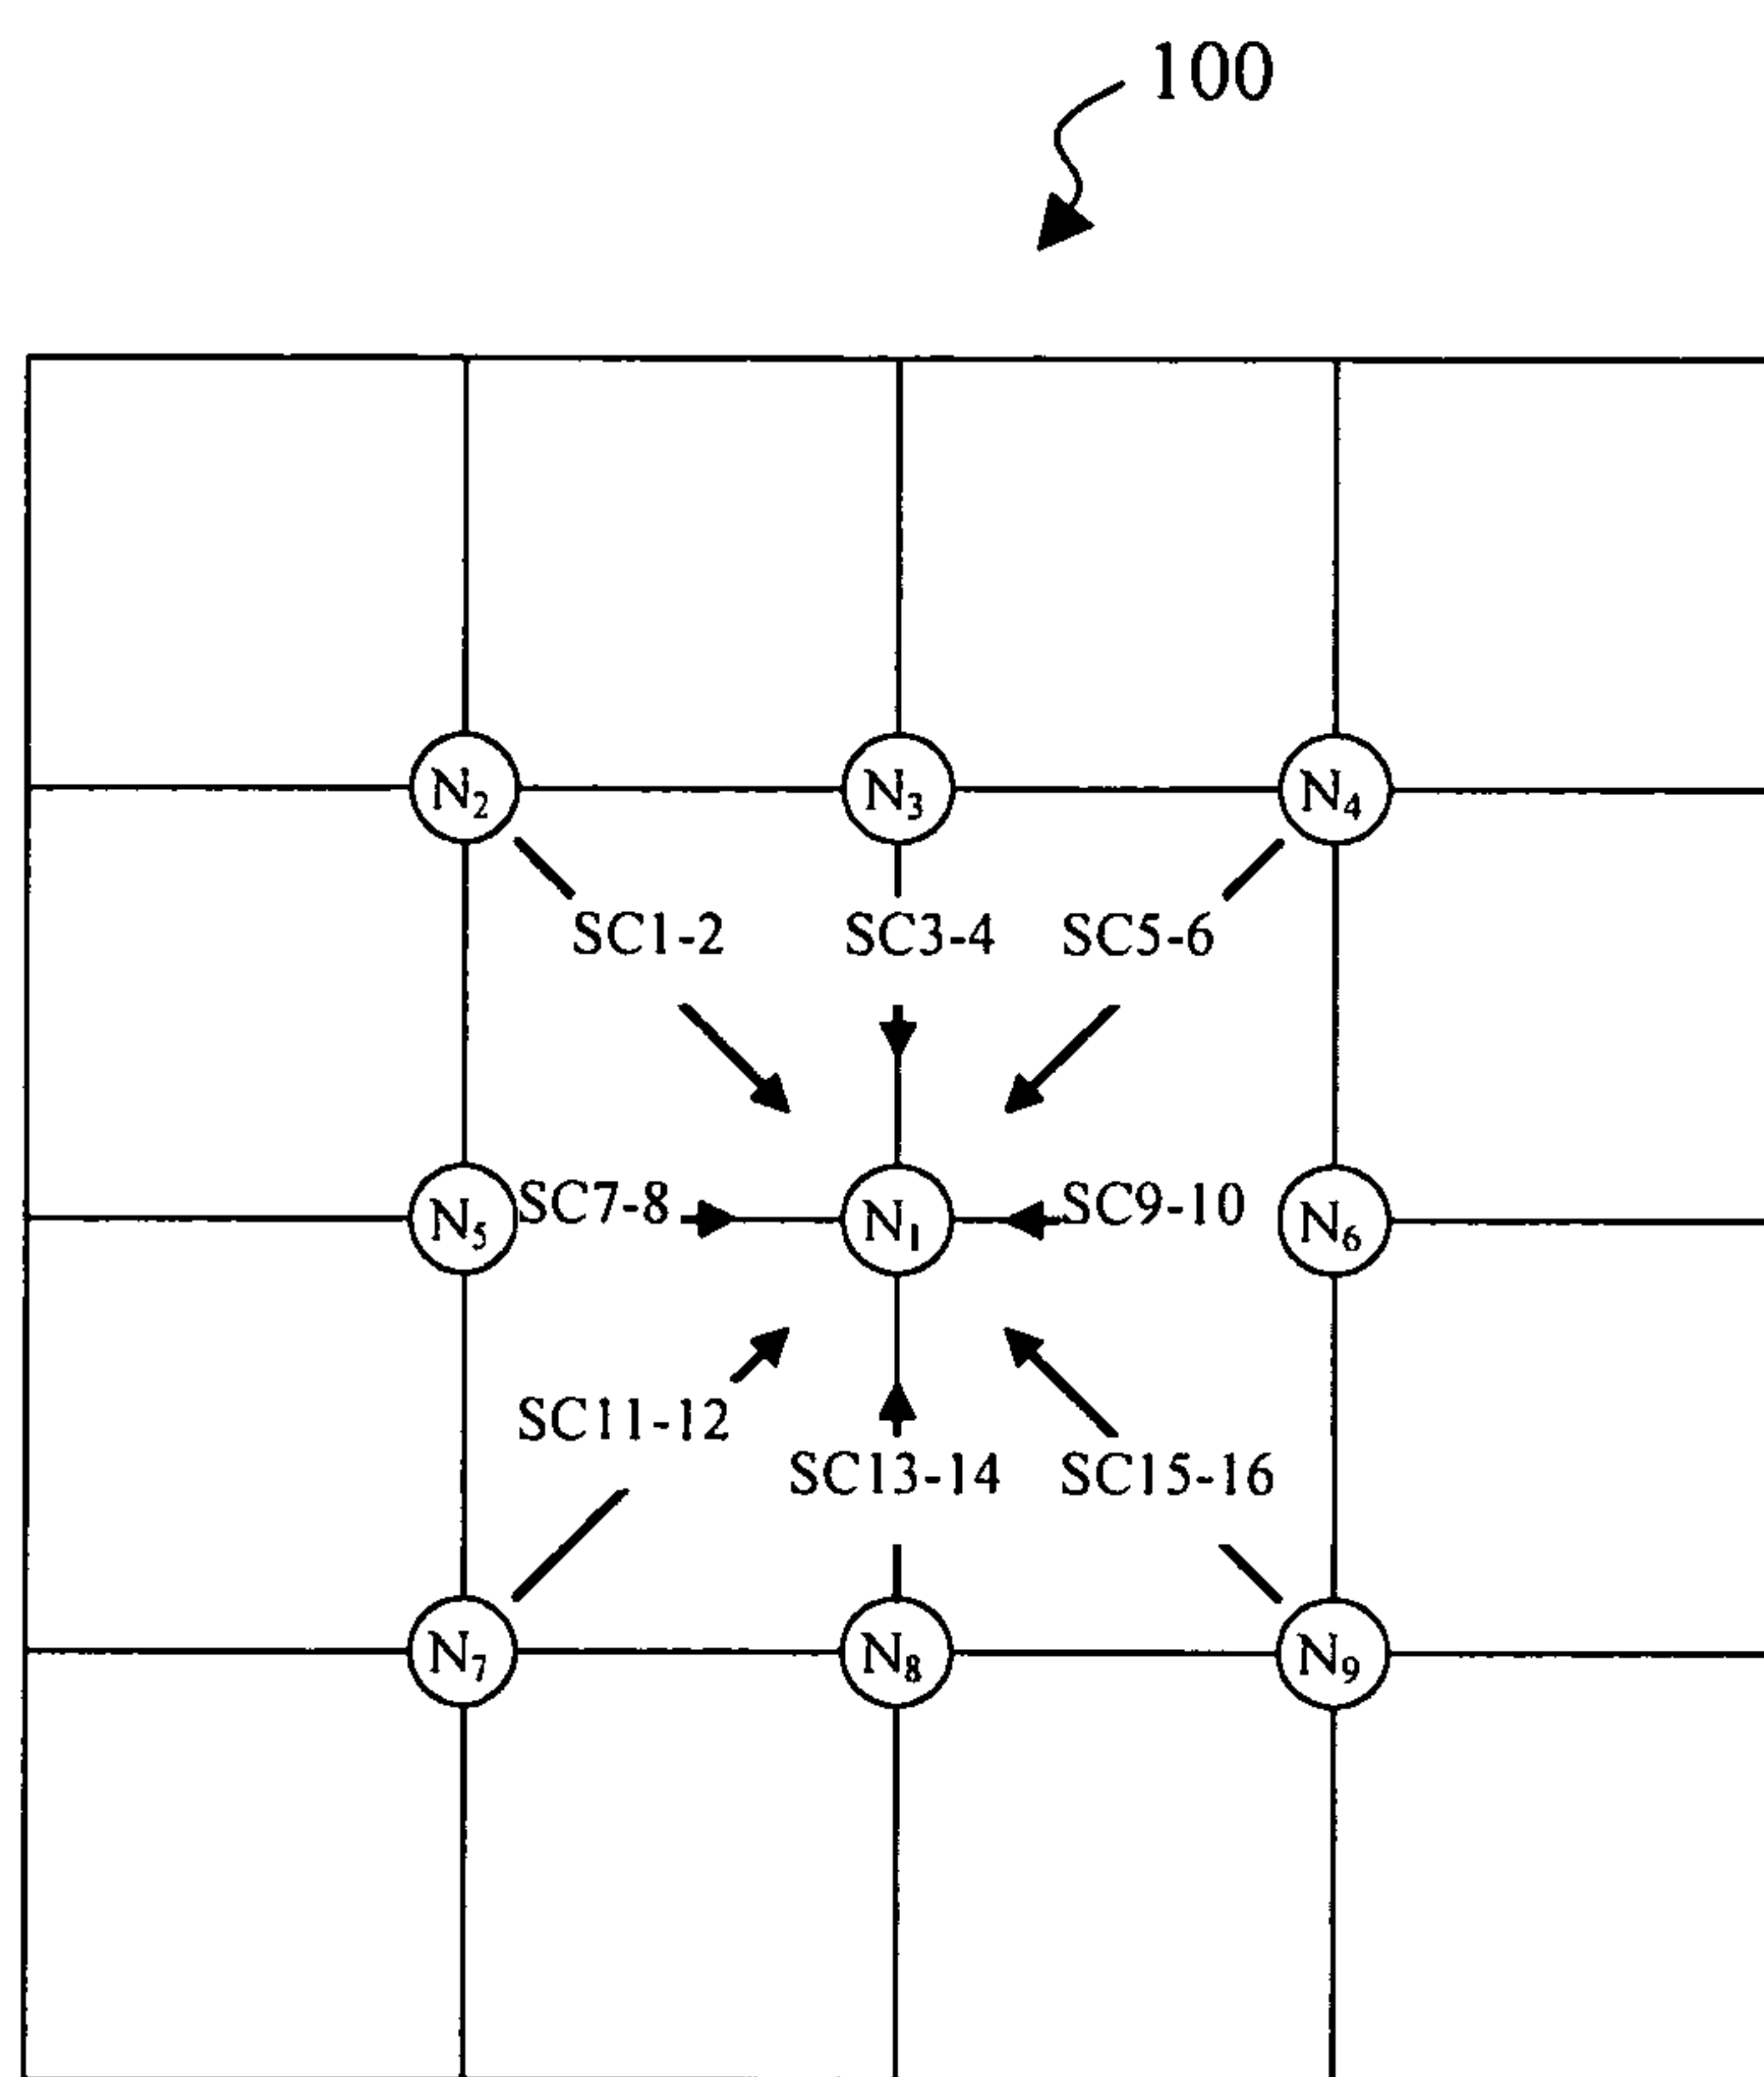 100
N₂ N₃ N₄
SC1-2 SC3-4 SC5-6
N₅ SC7-8 N₁ SC9-10 N₆
SC11-12
SC13-14 SC15-16
N₇ N₈ N₉